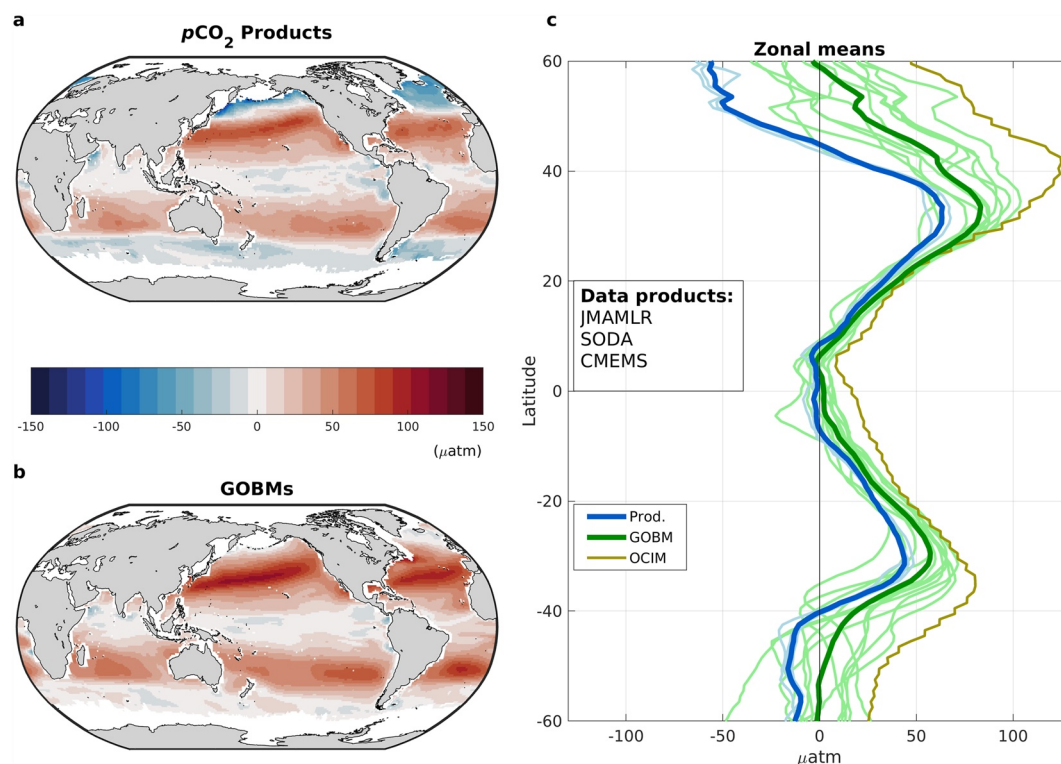 a
pCO2 Products
-150 -100 -50 0 50 100 150
(μatm)
b
GOBMs
c
Zonal means
60
40
20
0
-20
-40
-60
Latitude
Data products:
JMAMLR
SODA
CMEMS
Prod.
GOBM
OCIM
-100 -50 0 50 100
μatm